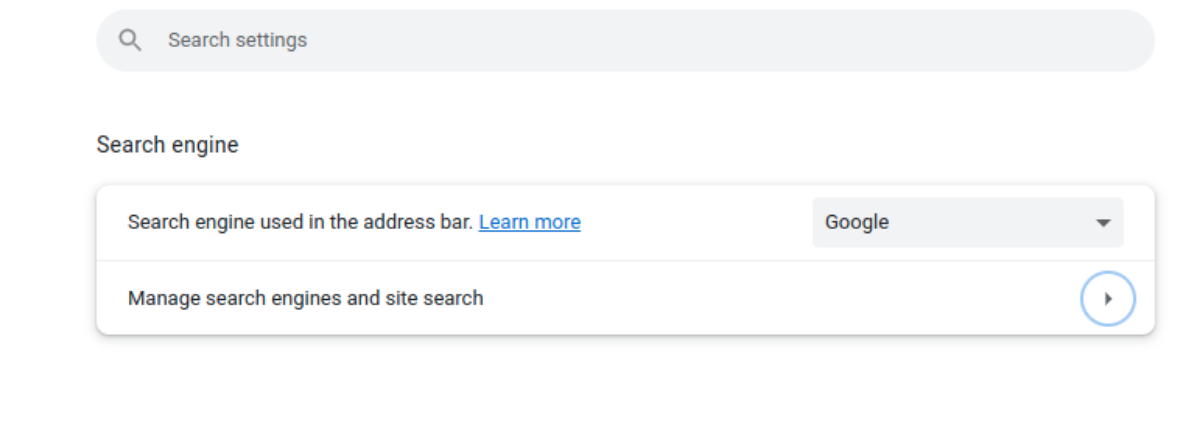 Search settings
Search engine
Search engine used in the address bar. Learn more
Google
Manage search engines and site search